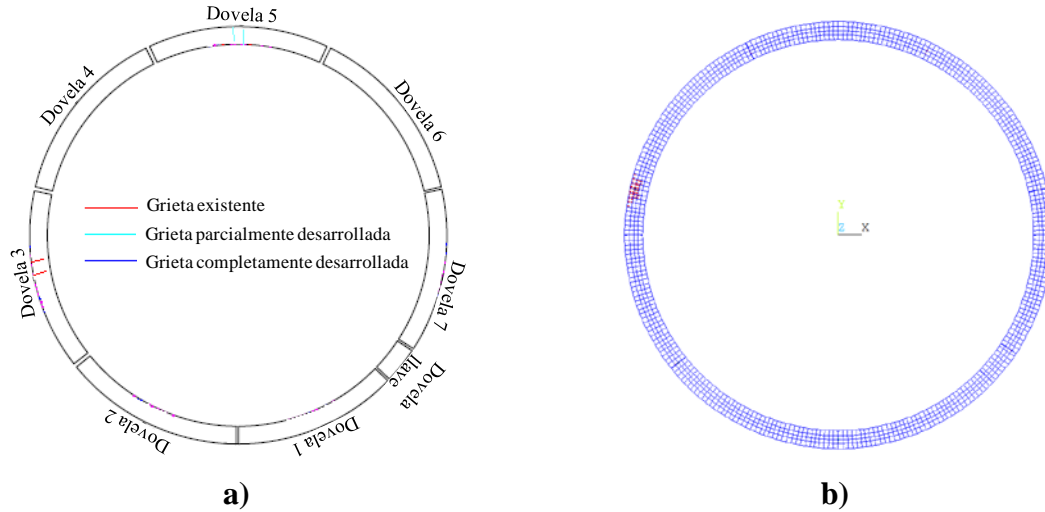 Dovela 5
Dovela 4
Dovela 6
Grieta existente
Grieta parcialmente desarrollada
Grieta completamente desarrollada
Dovela 3
Dovela 7
Dovela
llave
Dovela 2
Dovela 1
a)
Y
Z
X
b)